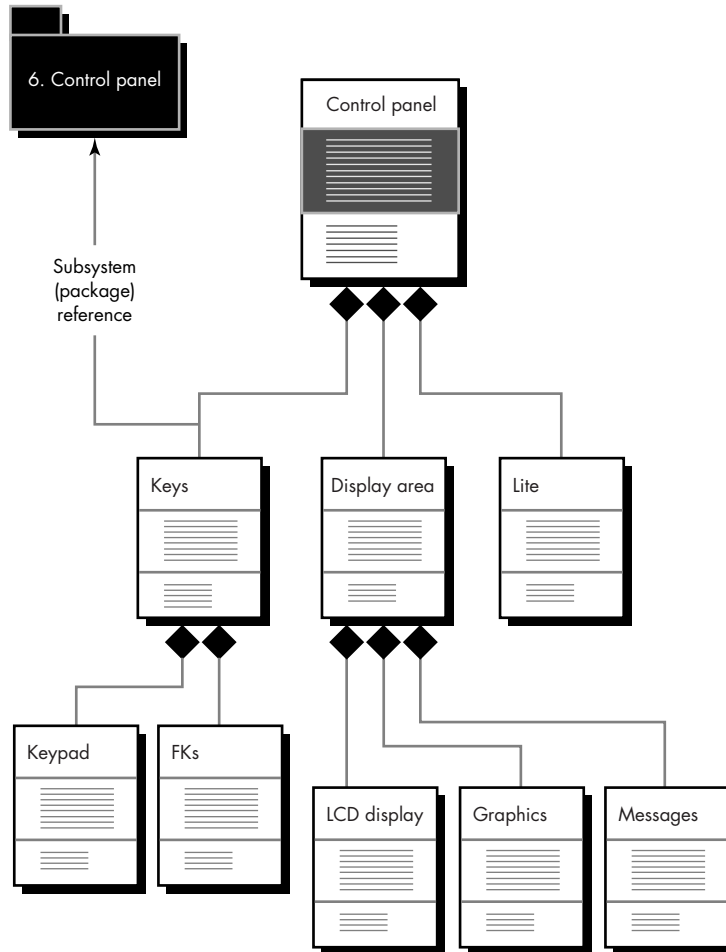 6. Control panel
Control panel
Subsystem
(package)
reference
Keys
Display area
Lite
Keypad
FKs
LCD display
Graphics
Messages